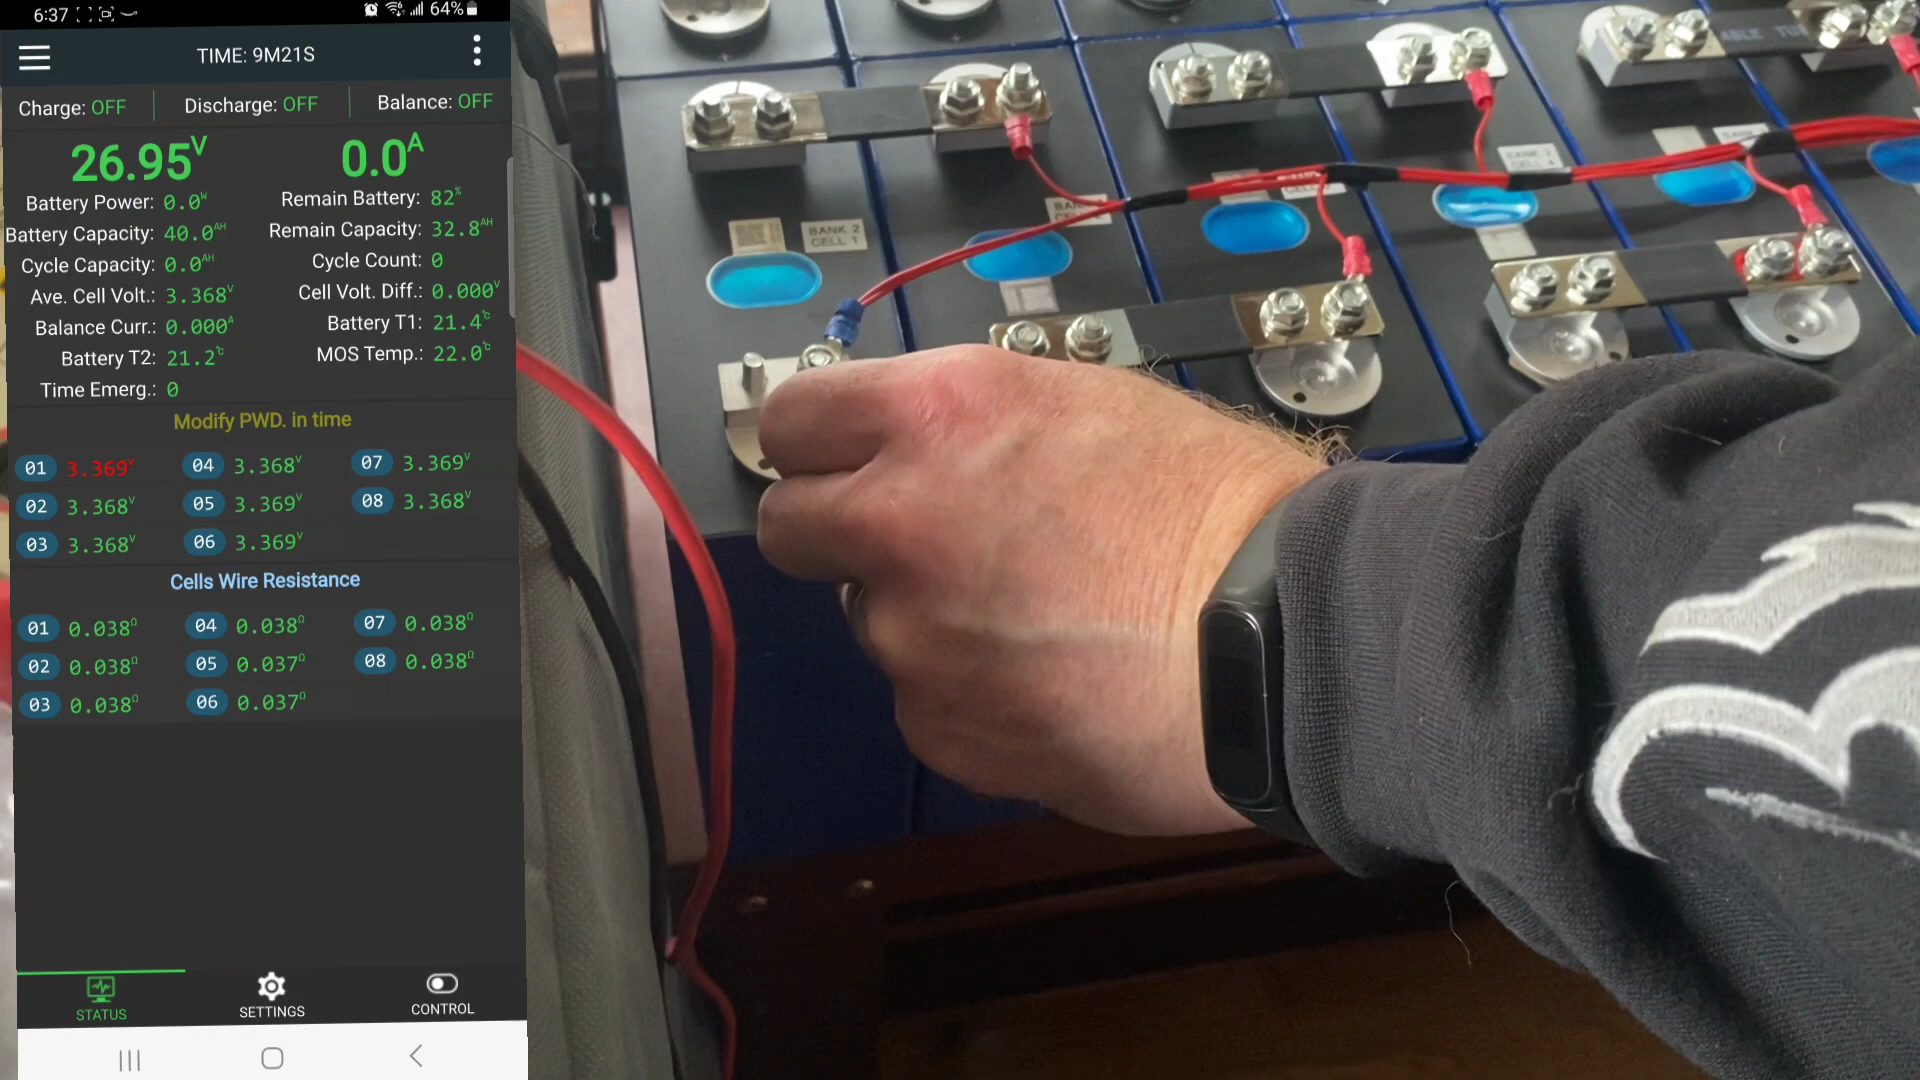 6:37 64%
TIME: 9M21S
Charge: OFF Discharge: OFF Balance: OFF
26.95V 0.0A
Battery Power: 0.0W Remain Battery: 82%
Battery Capacity: 40.0AH Remain Capacity: 32.8AH
Cycle Capacity: 0.0AH Cycle Count: 0
Ave. Cell Volt.: 3.368V Cell Volt. Diff.: 0.000V
Balance Curr.: 0.000A Battery T1: 21.4℃
Battery T2: 21.2℃ MOS Temp.: 22.0℃
Time Emerg.: 0
Modify PWD. in time
01 3.369V 04 3.368V 07 3.369V
02 3.368V 05 3.369V 08 3.368V
03 3.368V 06 3.369V
Cells Wire Resistance
01 0.038Ω 04 0.038Ω 07 0.038Ω
02 0.038Ω 05 0.037Ω 08 0.038Ω
03 0.038Ω 06 0.037Ω
STATUS SETTINGS CONTROL
BANK 2
CELL 1
BANK 2
CELL 4